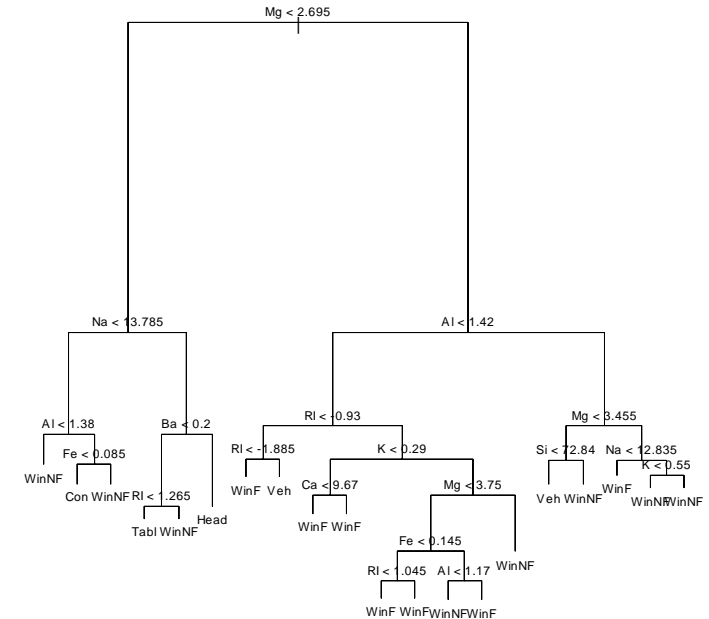 Mg < 2.695
Na < 13.785
Al < 1.42
Al < 1.38
Ba < 0.2
RI < -0.93
Mg < 3.455
WinNF
Fe < 0.085
Con WinNF
RI < 1.265
Tabl WinNF
Head
RI < -1.885
WinF Veh
K < 0.29
Ca < 9.67
WinF WinF
Mg < 3.75
Fe < 0.145
WinNF
RI < 1.045
Al < 1.17
WinF WinF WinNF WinF
Si < 72.84
Na < 12.835
Veh WinNF
WinF
K < 0.55
WinNF WinNF